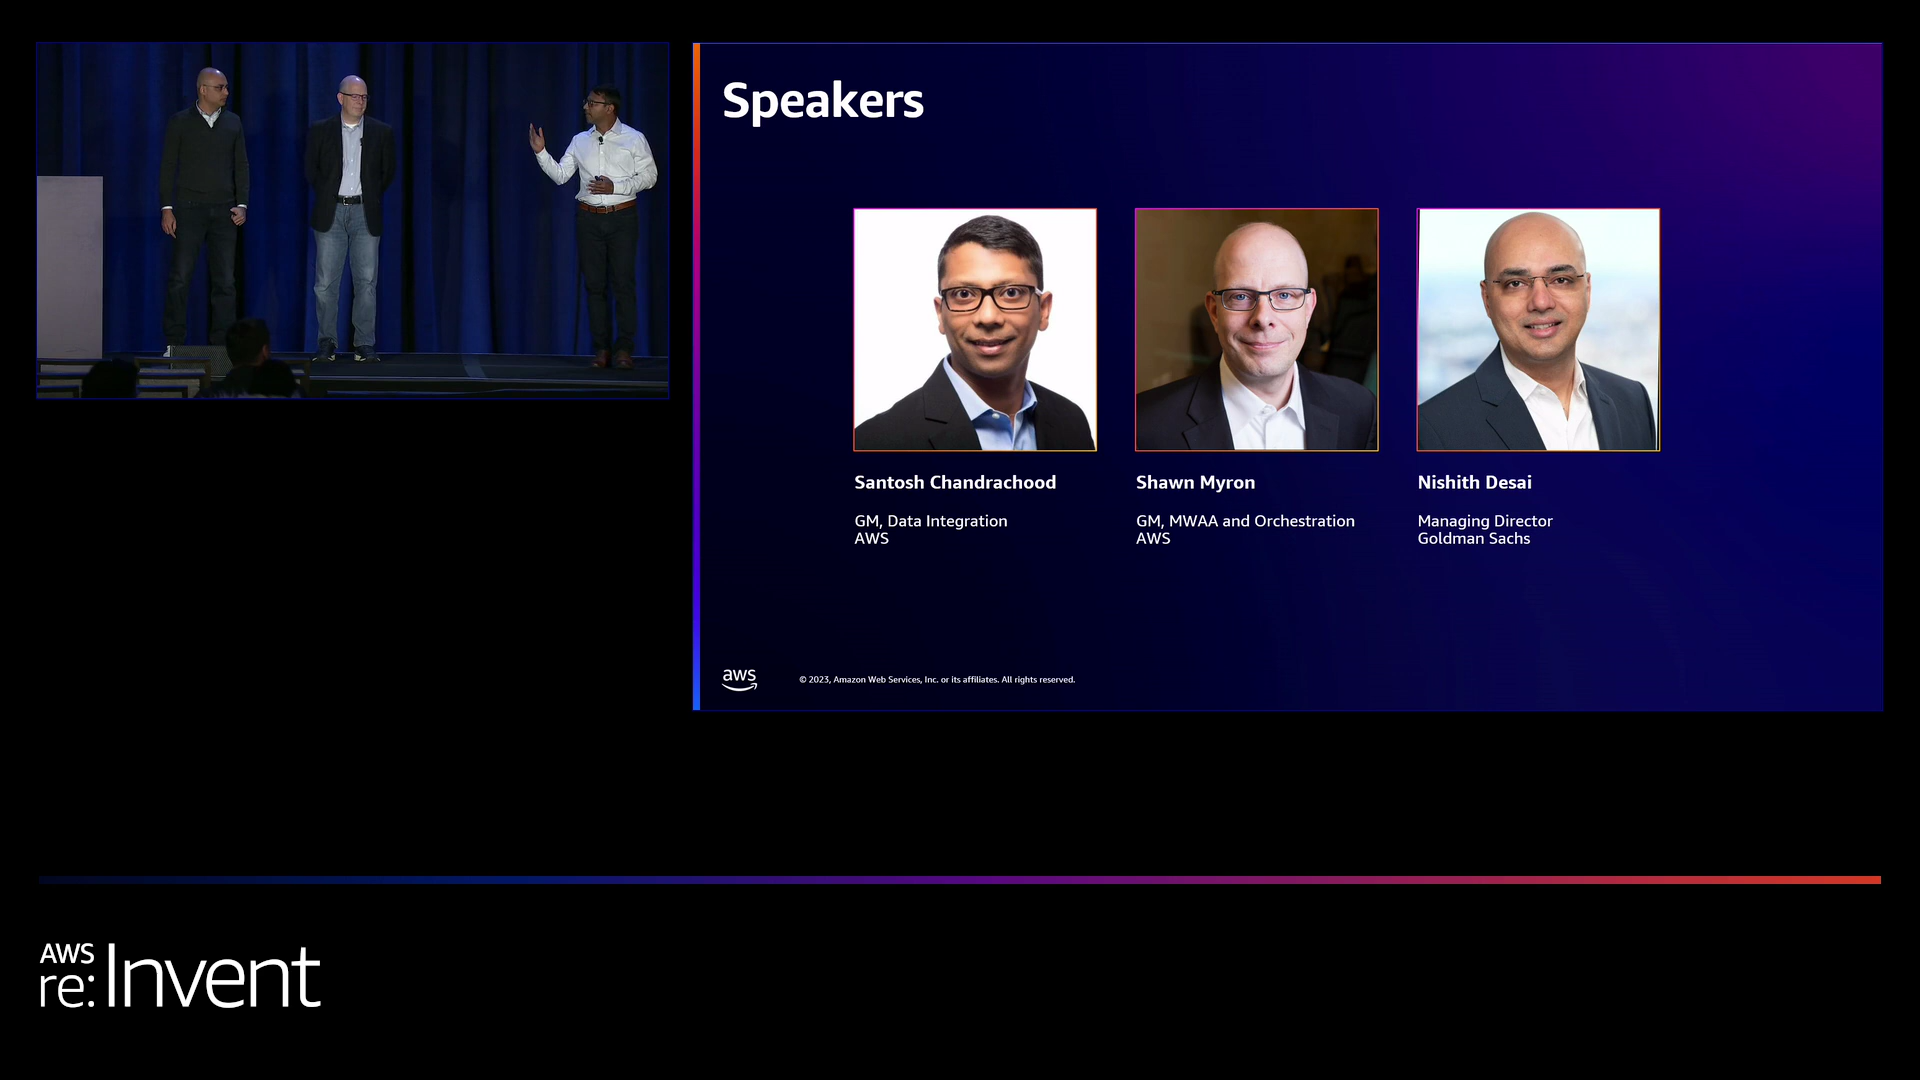 Speakers
Santosh Chandrachood
GM, Data Integration
AWS
Shawn Myron
GM, MWAA and Orchestration
AWS
Nishith Desai
Managing Director
Goldman Sachs
aws
© 2023, Amazon Web Services, Inc. or its affiliates. All rights reserved.
AWS
re:Invent